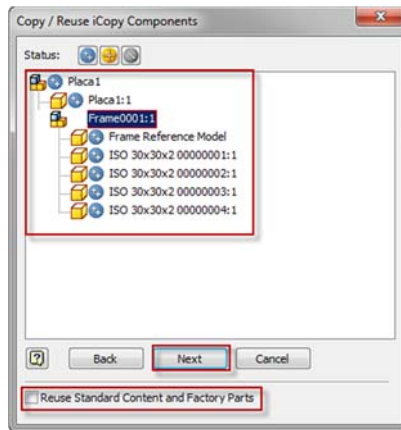 Copy / Reuse iCopy Components
Status:
Placa1
Placa1:1
Frame0001:1
Frame Reference Model
ISO 30x30x2 00000001:1
ISO 30x30x2 00000002:1
ISO 30x30x2 00000003:1
ISO 30x30x2 00000004:1
Back Next Cancel
Reuse Standard Content and Factory Parts